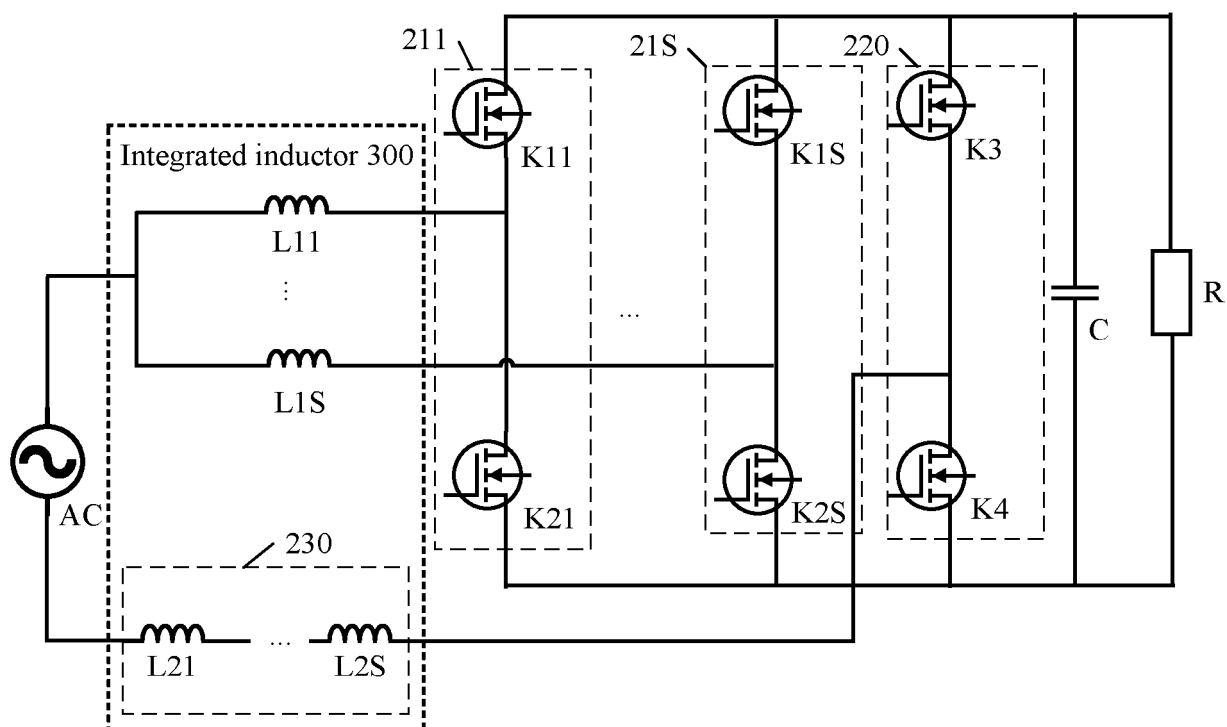 211
21S
220
Integrated inductor 300
K11
K1S
K3
L11
...
...
C
R
L1S
AC
K21
K2S
K4
230
...
L21
L2S